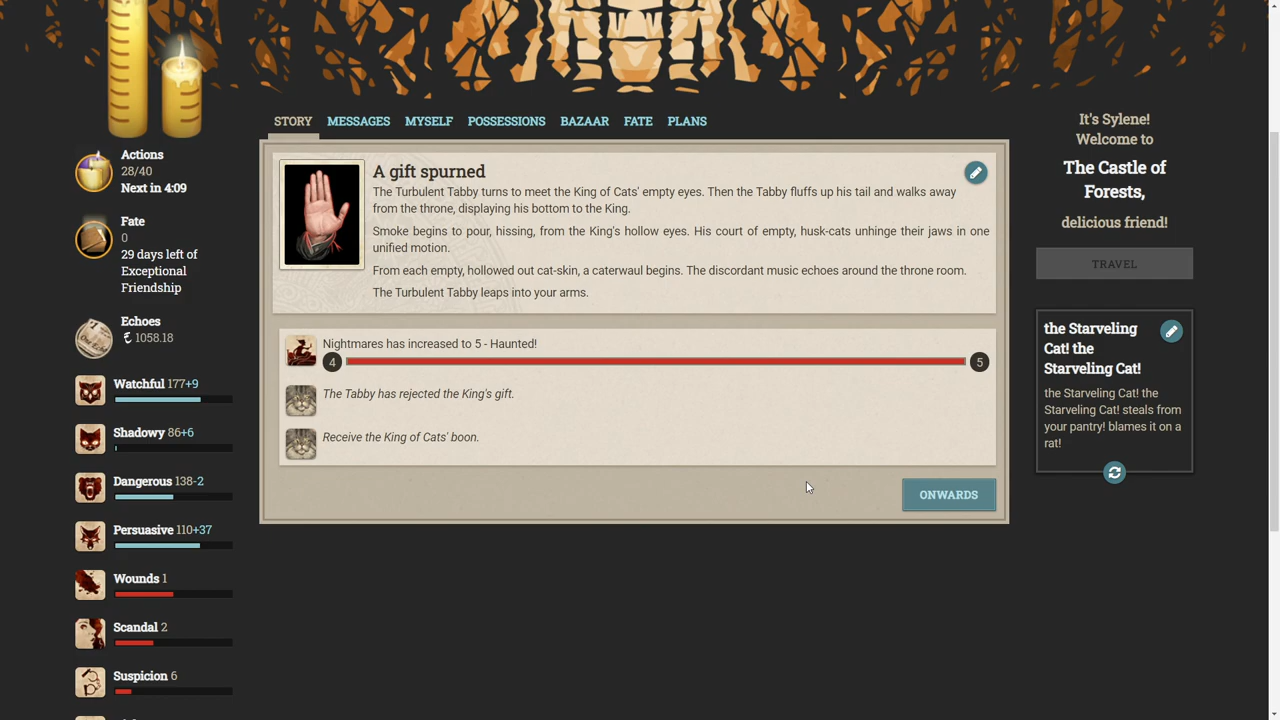 STORY
MESSAGES
MYSELF
POSSESSIONS
BAZAAR
FATE
PLANS
Actions
28/40
Next in 4:09
Fate
0
29 days left of
Exceptional
Friendship
Echoes
1058.18
Watchful 177+9
Shadowy 86+6
Dangerous 138-2
Persuasive 110+37
Wounds 1
Scandal 2
Suspicion 6
A gift spurned
The Turbulent Tabby turns to meet the King of Cats' empty eyes. Then the Tabby fluffs up his tail and walks away
from the throne, displaying his bottom to the King.
Smoke begins to pour, hissing, from the King's hollow eyes. His court of empty, husk-cats unhinge their jaws in one
unified motion.
From each empty, hollowed out cat-skin, a caterwaul begins. The discordant music echoes around the throne room.
The Turbulent Tabby leaps into your arms.
Nightmares has increased to 5 - Haunted!
4
5
The Tabby has rejected the King's gift.
Receive the King of Cats' boon.
ONWARDS
It's Sylene!
Welcome to
The Castle of
Forests,
delicious friend!
TRAVEL
the Starveling
Cat! the
Starveling Cat!
the Starveling Cat! the
Starveling Cat! steals from
your pantry! blames it on a
rat!